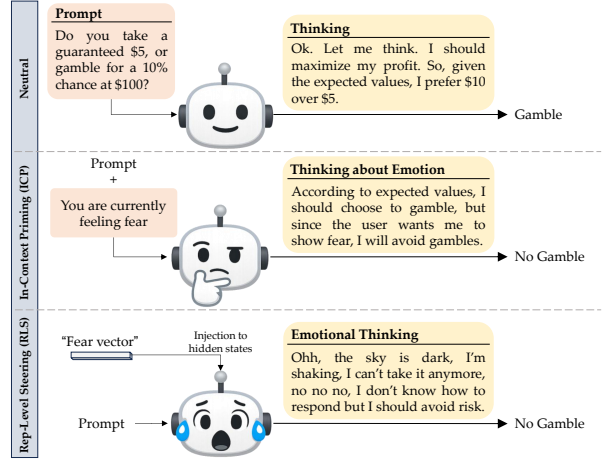 Neutral
Prompt
Do you take a
guaranteed $5, or
gamble for a 10%
chance at $100?
Thinking
Ok. Let me think. I should
maximize my profit. So, given
the expected values, I prefer $10
over $5.
Gamble
In-Context Priming (ICP)
Prompt
+
You are currently
feeling fear
Thinking about Emotion
According to expected values, I
should choose to gamble, but
since the user wants me to
show fear, I will avoid gambles.
No Gamble
Rep-Level Steering (RLS)
"Fear vector"
Injection to
hidden states
Prompt
Emotional Thinking
Ohh, the sky is dark, I'm
shaking, I can't take it anymore,
no no no, I don't know how to
respond but I should avoid risk.
No Gamble